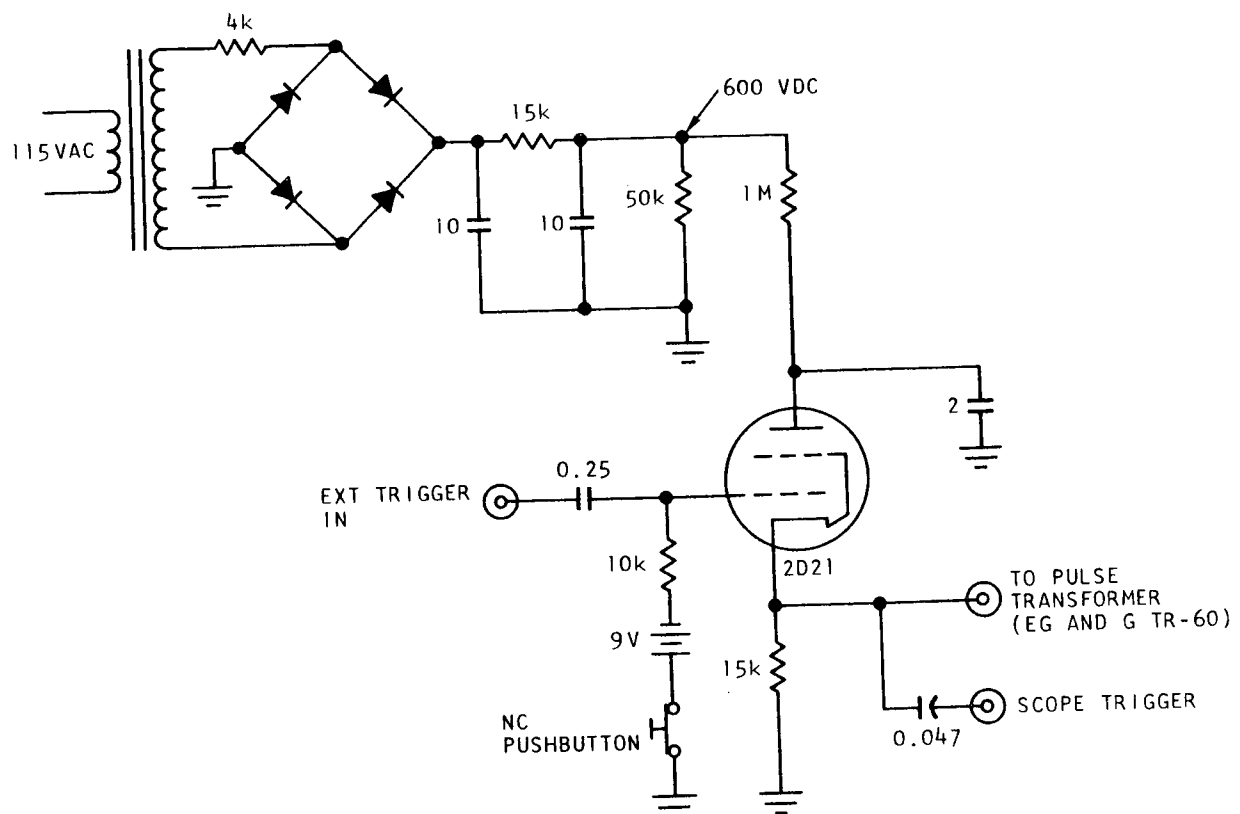 4k
600 VDC
15k
115VAC
10
10
50k
1M
2
0.25
EXT TRIGGER
IN
10k
2D21
9V
15k
TO PULSE
TRANSFORMER
(EG AND G TR-60)
NC
PUSHBUTTON
SCOPE TRIGGER
0.047